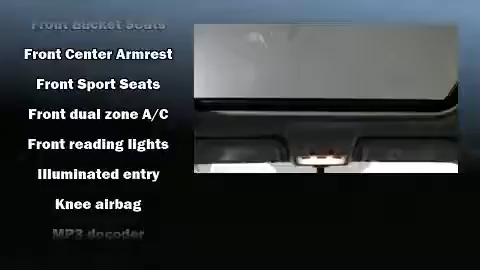 Front Bucket Seats
Front Center Armrest
Front Sport Seats
Front dual zone A/C
Front reading lights
Illuminated entry
Knee airbag
MP3 decoder